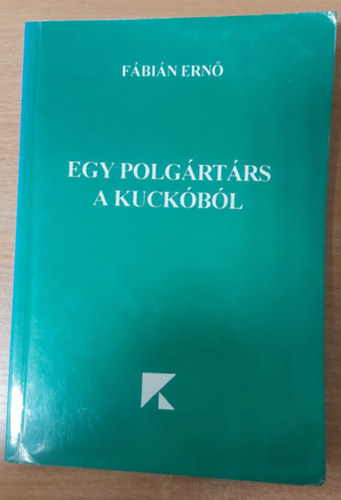 FÁBIÁN ERNŐ
EGY POLGÁRTÁRS
A KUCKÓBÓL